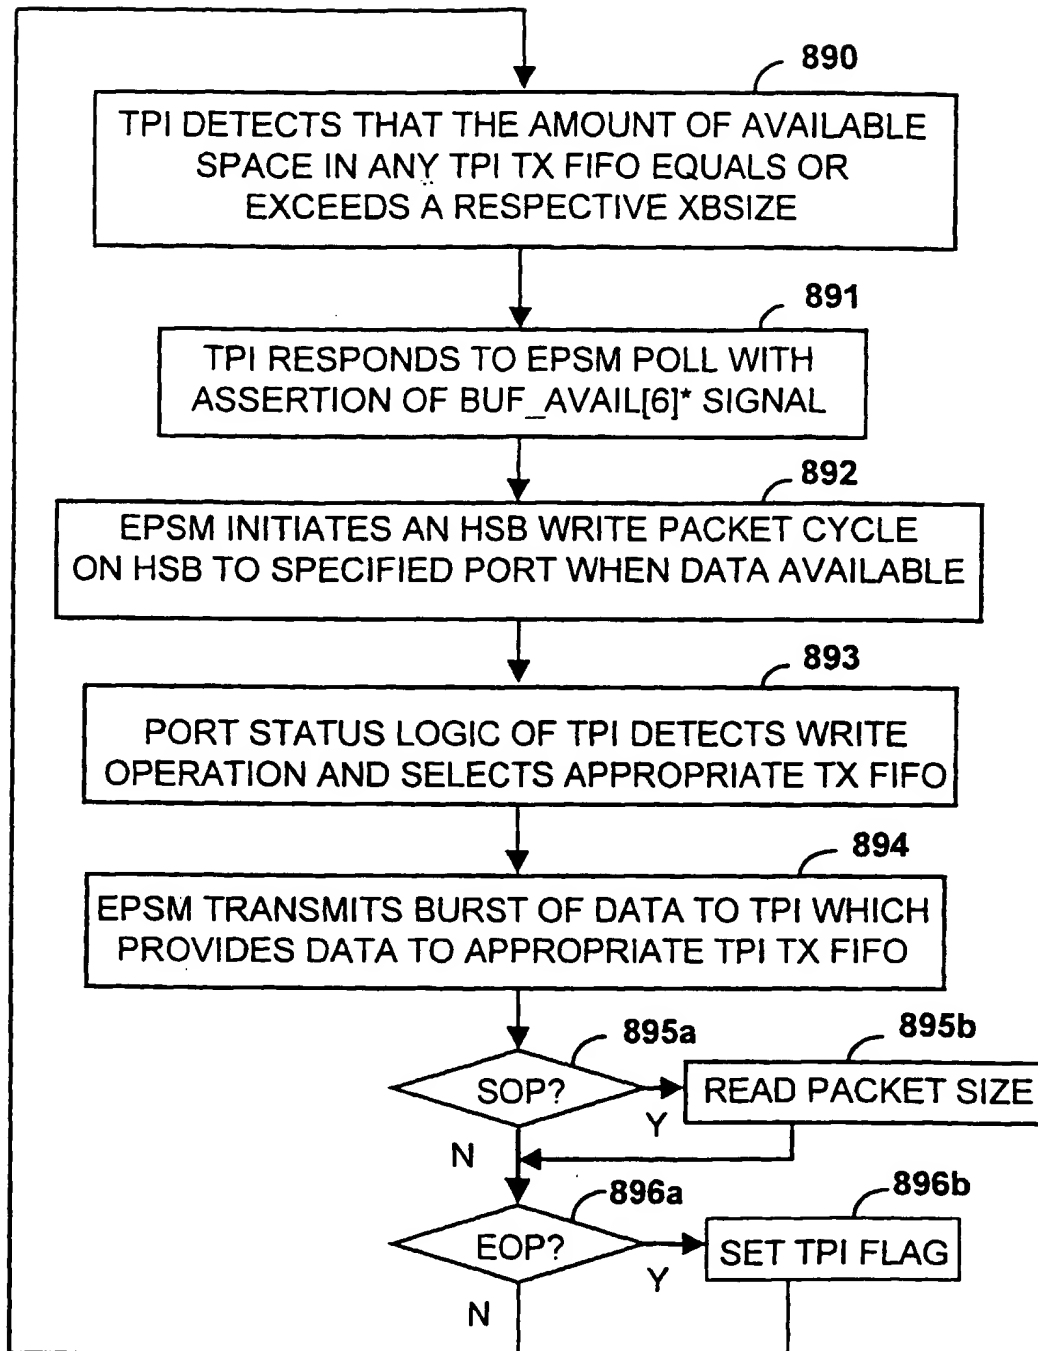 890
TPI DETECTS THAT THE AMOUNT OF AVAILABLE
SPACE IN ANY TPI TX FIFO EQUALS OR
EXCEEDS A RESPECTIVE XBSIZE
891
TPI RESPONDS TO EPSM POLL WITH
ASSERTION OF BUF_AVAIL[6]* SIGNAL
892
EPSM INITIATES AN HSB WRITE PACKET CYCLE
ON HSB TO SPECIFIED PORT WHEN DATA AVAILABLE
893
PORT STATUS LOGIC OF TPI DETECTS WRITE
OPERATION AND SELECTS APPROPRIATE TX FIFO
894
EPSM TRANSMITS BURST OF DATA TO TPI WHICH
PROVIDES DATA TO APPROPRIATE TPI TX FIFO
895a
895b
SOP?
READ PACKET SIZE
Y
N
896a
896b
EOP?
SET TPI FLAG
Y
N